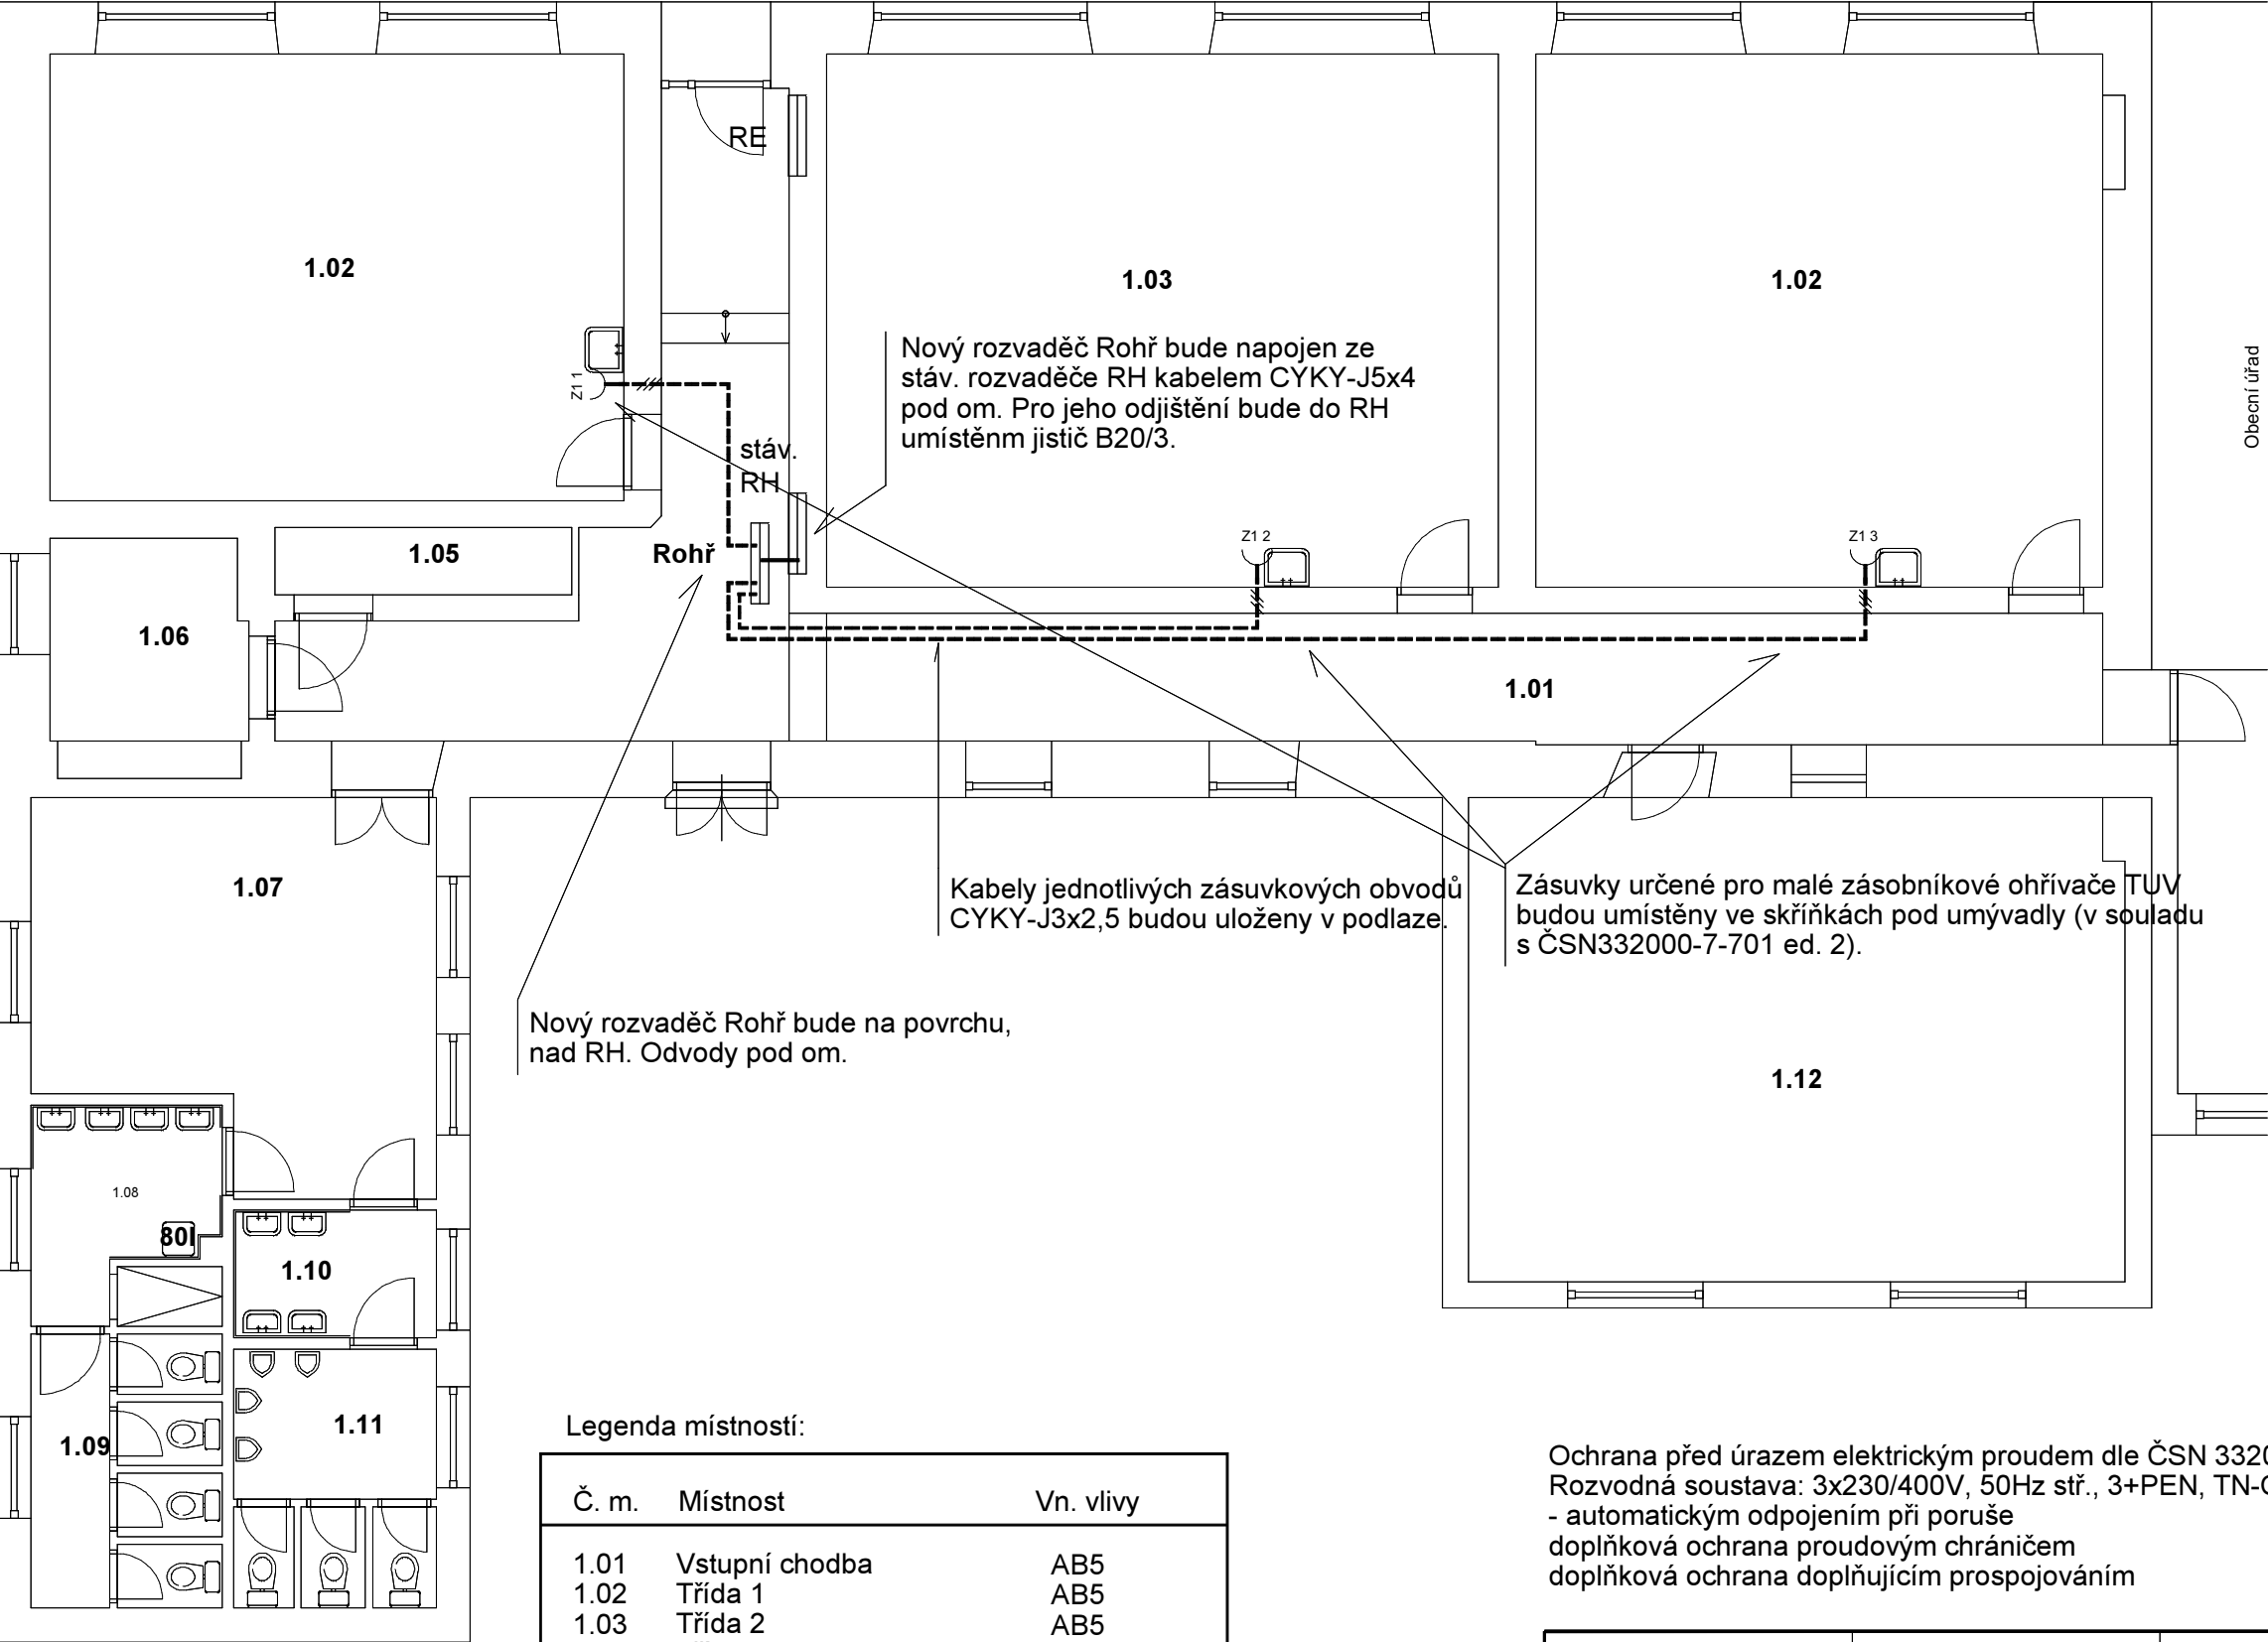 RE
1.02
1.03
1.02
Nový rozvaděč Rohř bude napojen ze
stáv. rozvaděče RH kabelem CYKY-J5x4
pod om. Pro jeho odjištění bude do RH
umístěnm jistič B20/3.
Obecní úřad
Z1 1
stáv.
RH
Z1 2
Z1 3
1.05
Rohř
1.06
1.01
1.07
Kabely jednotlivých zásuvkových obvodů
CYKY-J3x2,5 budou uloženy v podlaze.
Zásuvky určené pro malé zásobníkové ohřívače TUV
budou umístěny ve skříňkách pod umývadly (v souladu
s ČSN332000-7-701 ed. 2).
Nový rozvaděč Rohř bude na povrchu,
nad RH. Odvody pod om.
1.12
1.08
80l
1.10
1.11
1.09
Legenda místností:
Č. m. Místnost Vn. vlivy
1.01 Vstupní chodba AB5
1.02 Třída 1 AB5
1.03 Třída 2 AB5
Ochrana před úrazem elektrickým proudem dle ČSN 3320
Rozvodná soustava: 3x230/400V, 50Hz stř., 3+PEN, TN-C
- automatickým odpojením při poruše
doplňková ochrana proudovým chráničem
doplňková ochrana doplňujícím prospojováním